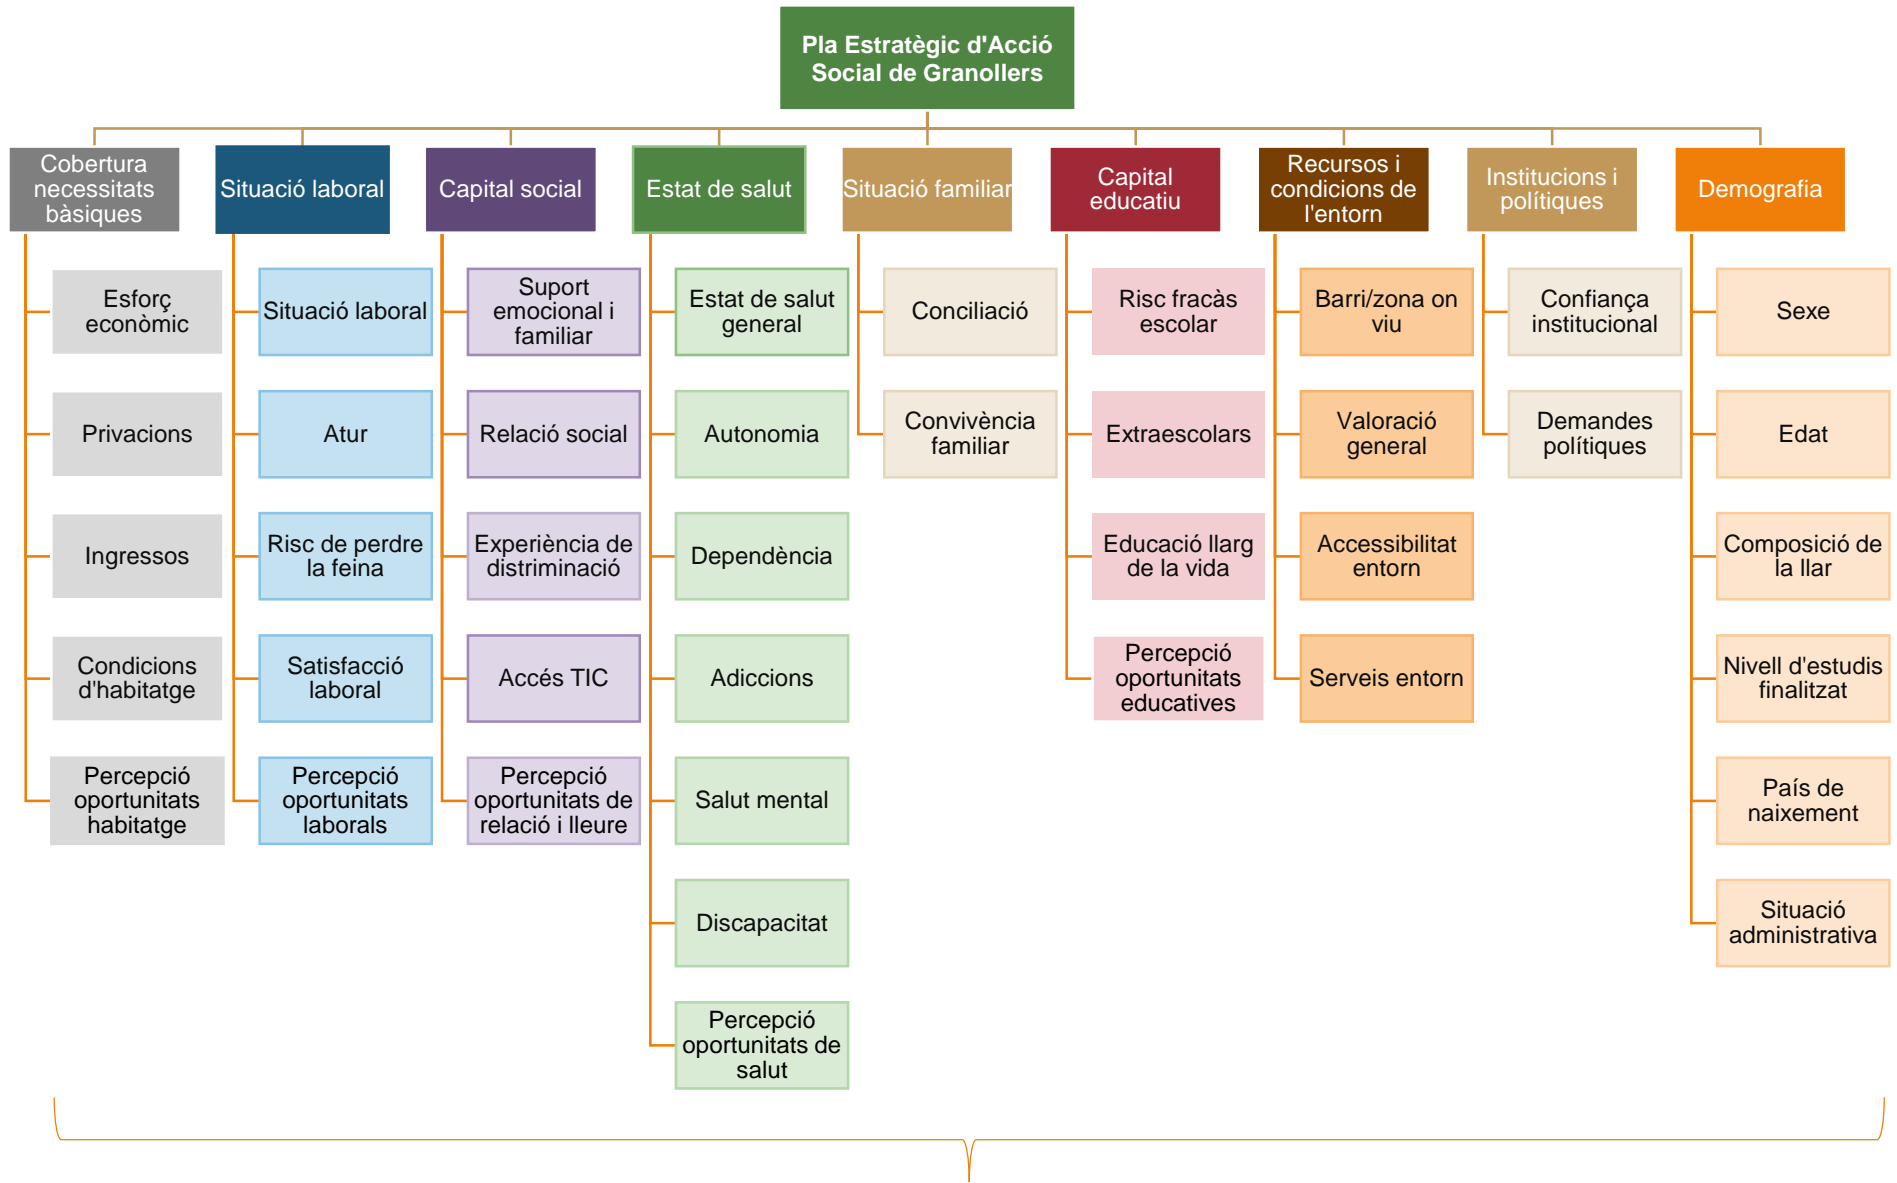 Pla Estratègic d'Acció
Social de Granollers
Cobertura
necessitats
bàsiques
Situació laboral
Capital social
Estat de salut
Situació familiar
Capital
educatiu
Recursos i
condicions de
l'entorn
Institucions i
polítiques
Demografia
Esforç
econòmic
Privacions
Ingressos
Condicions
d'habitatge
Percepció
oportunitats
habitatge
Situació laboral
Atur
Risc de perdre
la feina
Satisfacció
laboral
Percepció
oportunitats
laborals
Suport
emocional i
familiar
Relació social
Experiència de
distriminació
Accés TIC
Percepció
oportunitats de
relació i lleure
Estat de salut
general
Autonomia
Dependència
Adiccions
Salut mental
Discapacitat
Percepció
oportunitats de
salut
Conciliació
Convivència
familiar
Risc fracàs
escolar
Extraescolars
Educació llarg
de la vida
Percepció
oportunitats
educatives
Barri/zona on
viu
Valoració
general
Accessibilitat
entorn
Serveis entorn
Confiança
institucional
Demandes
polítiques
Sexe
Edat
Composició de
la llar
Nivell d'estudis
finalitzat
País de
naixement
Situació
administrativa